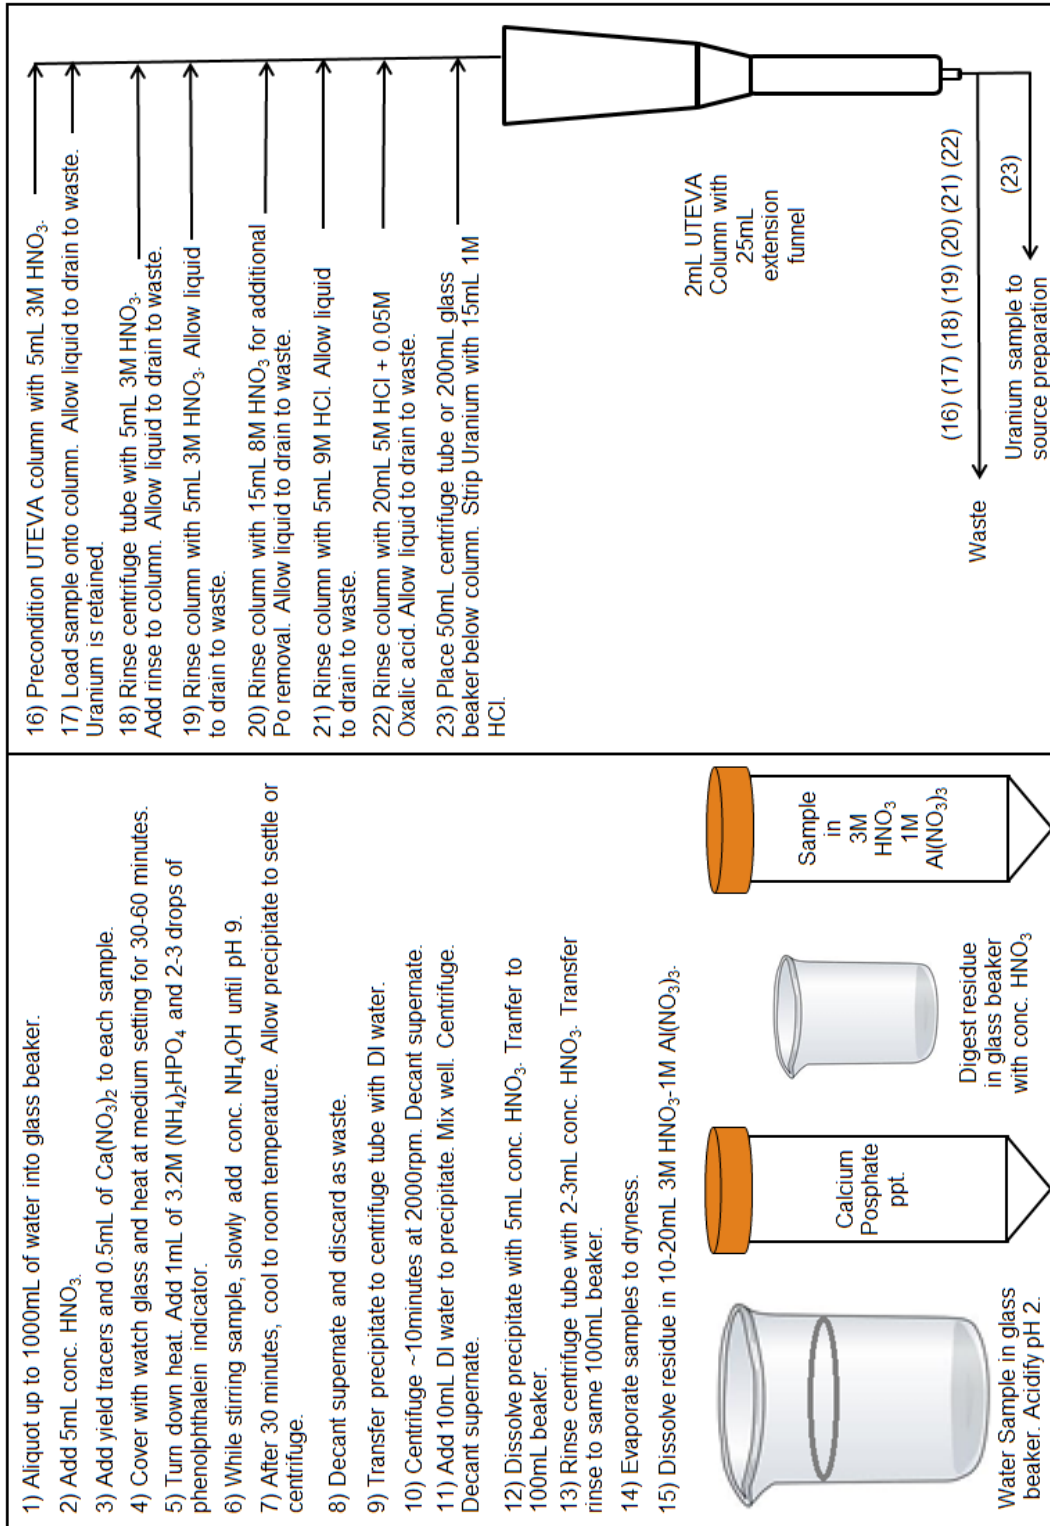 1) Aliquot up to 1000mL of water into glass beaker.
2) Add 5mL conc. HNO3.
3) Add yield tracers and 0.5mL of Ca(NO3)2 to each sample.
4) Cover with watch glass and heat at medium setting for 30-60 minutes.
5) Turn down heat. Add 1mL of 3.2M (NH4)2HPO4 and 2-3 drops of
phenolphthalein indicator.
6) While stirring sample, slowly add conc. NH4OH until pH 9.
7) After 30 minutes, cool to room temperature. Allow precipitate to settle or
centrifuge.
8) Decant supernate and discard as waste.
9) Transfer precipitate to centrifuge tube with DI water.
10) Centrifuge ~10minutes at 2000rpm. Decant supernate.
11) Add 10mL DI water to precipitate. Mix well. Centrifuge.
Decant supernate.
12) Dissolve precipitate with 5mL conc. HNO3. Tranfer to
100mL beaker.
13) Rinse centrifuge tube with 2-3mL conc. HNO3. Transfer
rinse to same 100mL beaker.
14) Evaporate samples to dryness.
15) Dissolve residue in 10-20mL 3M HNO3-1M Al(NO3)3.
Water Sample in glass
beaker. Acidify pH 2.
Calcium
Posphate
ppt.
Digest residue
in glass beaker
with conc. HNO3
Sample
in
3M
HNO3
1M
Al(NO3)3
16) Precondition UTEVA column with 5mL 3M HNO3.
17) Load sample onto column. Allow liquid to drain to waste.
Uranium is retained.
18) Rinse centrifuge tube with 5mL 3M HNO3.
Add rinse to column. Allow liquid to drain to waste.
19) Rinse column with 5mL 3M HNO3. Allow liquid
to drain to waste.
20) Rinse column with 15mL 8M HNO3 for additional
Po removal. Allow liquid to drain to waste.
21) Rinse column with 5mL 9M HCl. Allow liquid
to drain to waste.
22) Rinse column with 20mL 5M HCl + 0.05M
Oxalic acid. Allow liquid to drain to waste.
23) Place 50mL centrifuge tube or 200mL glass
beaker below column. Strip Uranium with 15mL 1M
HCl.
2mL UTEVA
Column with
25mL
extension
funnel
(16) (17) (18) (19) (20) (21) (22)
Waste
(23)
Uranium sample to
source preparation